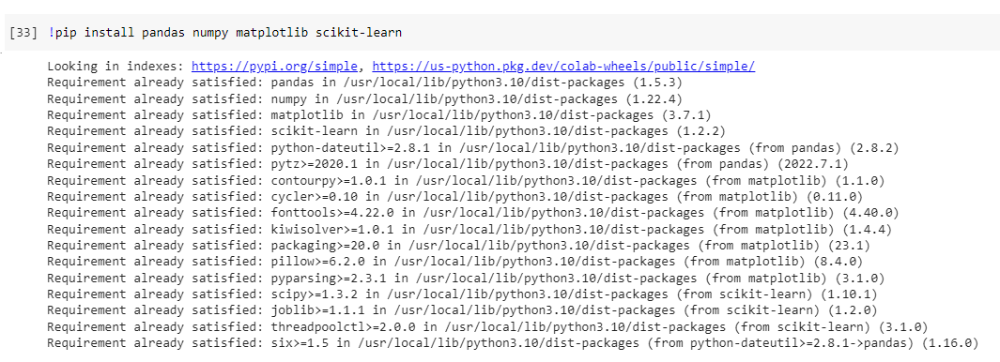 [33] !pip install pandas numpy matplotlib scikit-learn
Looking in indexes: https://pypi.org/simple, https://us-python.pkg.dev/colab-wheels/public/simple/
Requirement already satisfied: pandas in /usr/local/lib/python3.10/dist-packages (1.5.3)
Requirement already satisfied: numpy in /usr/local/lib/python3.10/dist-packages (1.22.4)
Requirement already satisfied: matplotlib in /usr/local/lib/python3.10/dist-packages (3.7.1)
Requirement already satisfied: scikit-learn in /usr/local/lib/python3.10/dist-packages (1.2.2)
Requirement already satisfied: python-dateutil>=2.8.1 in /usr/local/lib/python3.10/dist-packages (from pandas) (2.8.2)
Requirement already satisfied: pytz>=2020.1 in /usr/local/lib/python3.10/dist-packages (from pandas) (2022.7.1)
Requirement already satisfied: contourpy>=1.0.1 in /usr/local/lib/python3.10/dist-packages (from matplotlib) (1.1.0)
Requirement already satisfied: cycler>=0.10 in /usr/local/lib/python3.10/dist-packages (from matplotlib) (0.11.0)
Requirement already satisfied: fonttools>=4.22.0 in /usr/local/lib/python3.10/dist-packages (from matplotlib) (4.40.0)
Requirement already satisfied: kiwisolver>=1.0.1 in /usr/local/lib/python3.10/dist-packages (from matplotlib) (1.4.4)
Requirement already satisfied: packaging>=20.0 in /usr/local/lib/python3.10/dist-packages (from matplotlib) (23.1)
Requirement already satisfied: pillow>=6.2.0 in /usr/local/lib/python3.10/dist-packages (from matplotlib) (8.4.0)
Requirement already satisfied: pyparsing>=2.3.1 in /usr/local/lib/python3.10/dist-packages (from matplotlib) (3.1.0)
Requirement already satisfied: scipy>=1.3.2 in /usr/local/lib/python3.10/dist-packages (from scikit-learn) (1.10.1)
Requirement already satisfied: joblib>=1.1.1 in /usr/local/lib/python3.10/dist-packages (from scikit-learn) (1.2.0)
Requirement already satisfied: threadpoolctl>=2.0.0 in /usr/local/lib/python3.10/dist-packages (from scikit-learn) (3.1.0)
Requirement already satisfied: six>=1.5 in /usr/local/lib/python3.10/dist-packages (from python-dateutil>=2.8.1->pandas) (1.16.0)